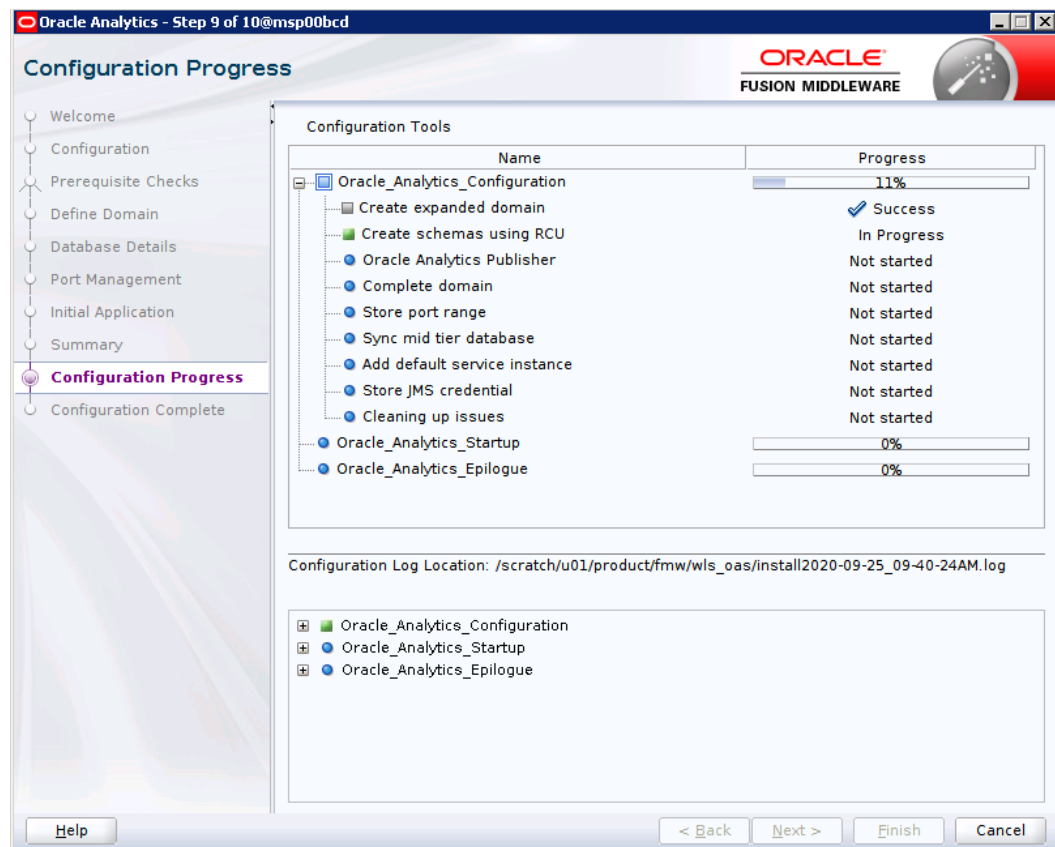 Oracle Analytics - Step 9 of 10@msp00bcd
Configuration Progress
ORACLE
FUSION MIDDLEWARE
Welcome
Configuration
Prerequisite Checks
Define Domain
Database Details
Port Management
Initial Application
Summary
Configuration Progress
Configuration Complete
Configuration Tools
Name Progress
Oracle_Analytics_Configuration 11%
Create expanded domain Success
Create schemas using RCU In Progress
Oracle Analytics Publisher Not started
Complete domain Not started
Store port range Not started
Sync mid tier database Not started
Add default service instance Not started
Store JMS credential Not started
Cleaning up issues Not started
Oracle_Analytics_Startup 0%
Oracle_Analytics_Epilogue 0%
Configuration Log Location: /scratch/u01/product/fmw/wls_oas/install2020-09-25_09-40-24AM.log
Oracle_Analytics_Configuration
Oracle_Analytics_Startup
Oracle_Analytics_Epilogue
Help < Back Next > Finish Cancel